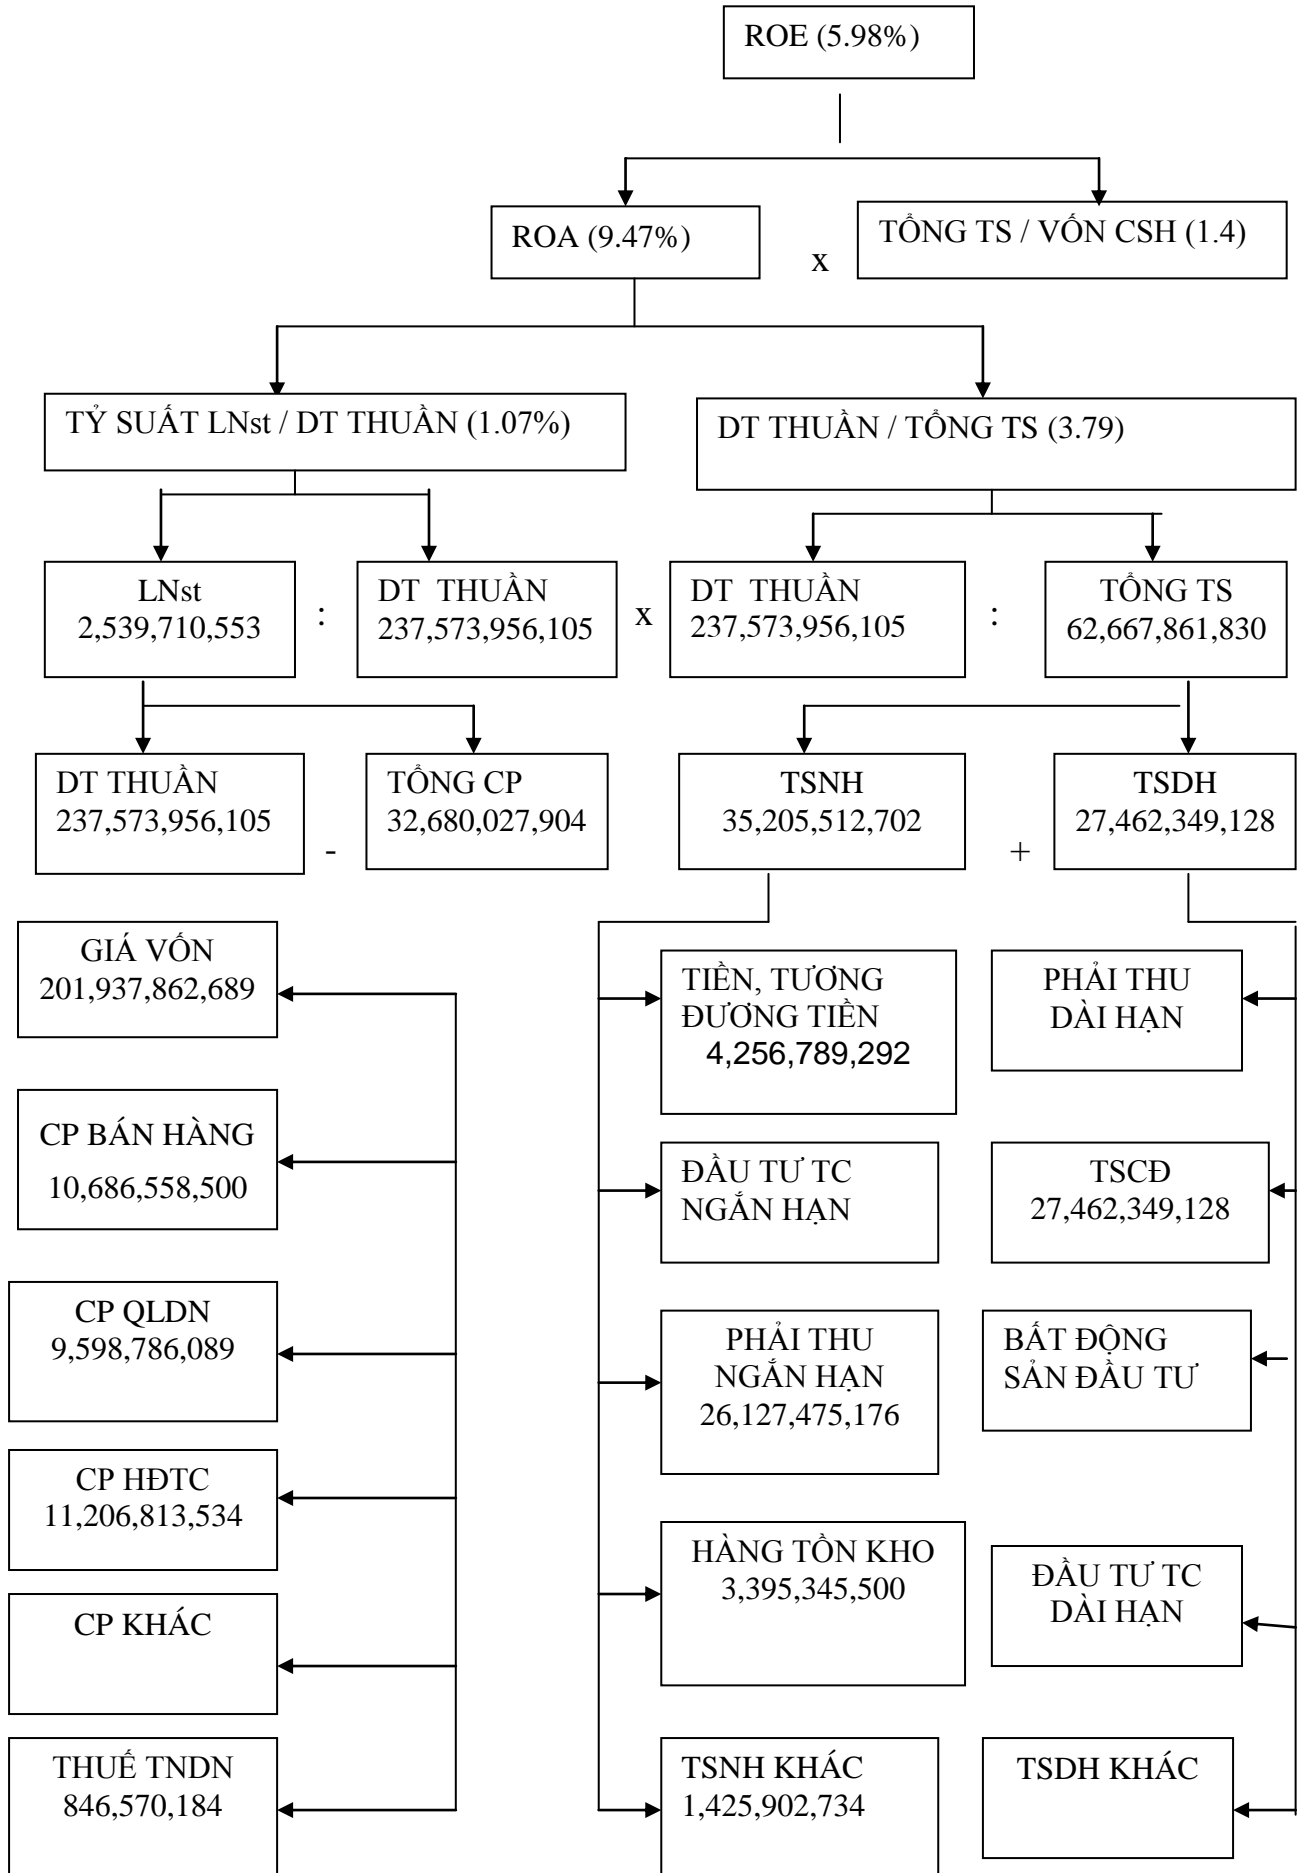 ROE (5.98%)
ROA (9.47%)
x
TỔNG TS / VỐN CSH (1.4)
TỶ SUẤT LNst / DT THUẦN (1.07%)
DT THUẦN / TỔNG TS (3.79)
LNst
2,539,710,553
:
DT THUẦN
237,573,956,105
x
DT THUẦN
237,573,956,105
:
TỔNG TS
62,667,861,830
DT THUẦN
237,573,956,105
-
TỔNG CP
32,680,027,904
TSNH
35,205,512,702
+
TSDH
27,462,349,128
GIÁ VỐN
201,937,862,689
TIỀN, TƯƠNG
ĐƯƠNG TIỀN
4,256,789,292
PHẢI THU
DÀI HẠN
CP BÁN HÀNG
10,686,558,500
ĐẦU TƯ TC
NGẮN HẠN
TSCĐ
27,462,349,128
CP QLDN
9,598,786,089
PHẢI THU
NGẮN HẠN
26,127,475,176
BẤT ĐỘNG
SẢN ĐẦU TƯ
CP HĐTC
11,206,813,534
HÀNG TỒN KHO
3,395,345,500
ĐẦU TƯ TC
DÀI HẠN
CP KHÁC
THUẾ TNDN
846,570,184
TSNH KHÁC
1,425,902,734
TSDH KHÁC